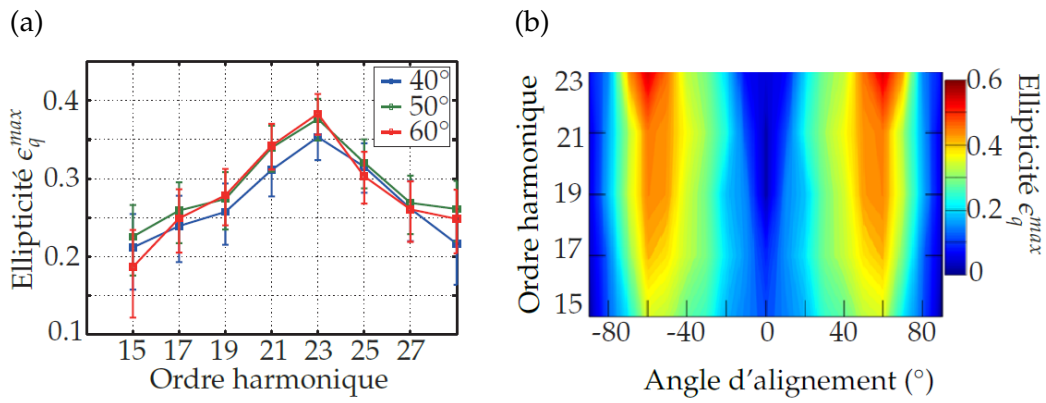 (a)
(b)
0.4
0.3
0.2
0.1
Ellipticité ϵ_q^max
40°
50°
60°
15 17 19 21 23 25 27
Ordre harmonique
23
21
19
17
15
Ordre harmonique
-80 -40 0 40 80
Angle d'alignement (°)
0.6
0.4
0.2
0
Ellipticité ϵ_q^max